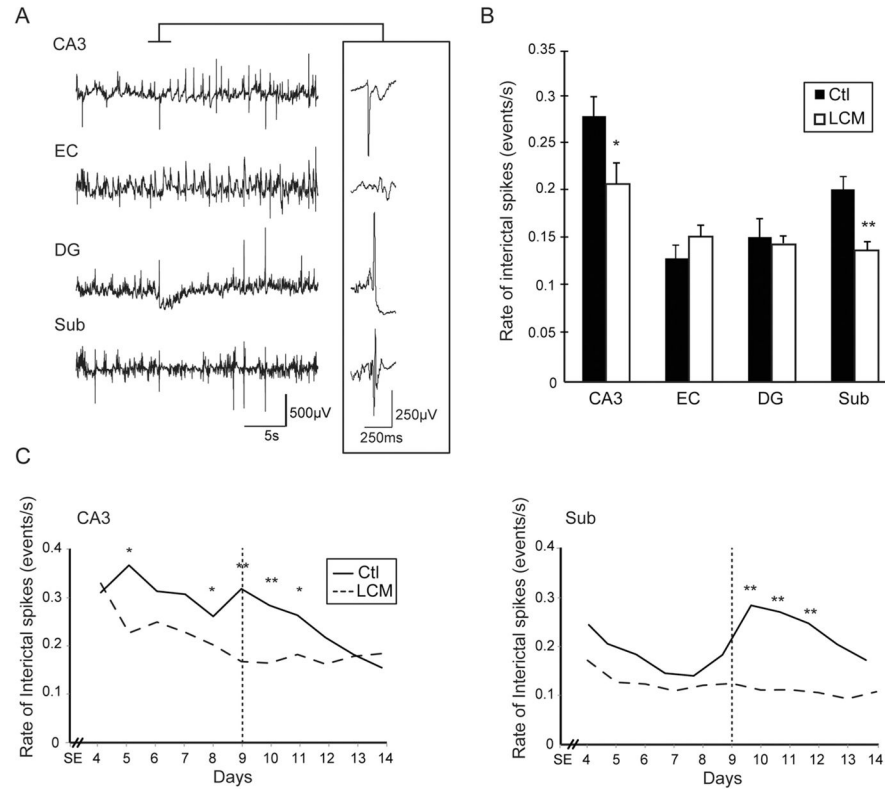 A
CA3
EC
DG
Sub
500µV
5s
250µV
250ms
B
Rate of interictal spikes (events/s)
0.35
0.3
0.25
0.2
0.15
0.1
0.05
0
Ctl
LCM
*
**
CA3 EC DG Sub
C
CA3
Rate of Interictal spikes (events/s)
0.4
0.3
0.2
0.1
0
* * ** ** *
Ctl
LCM
SE 4 5 6 7 8 9 10 11 12 13 14
Days
Sub
Rate of Interictal spikes (events/s)
0.4
0.3
0.2
0.1
0
** ** **
SE 4 5 6 7 8 9 10 11 12 13 14
Days